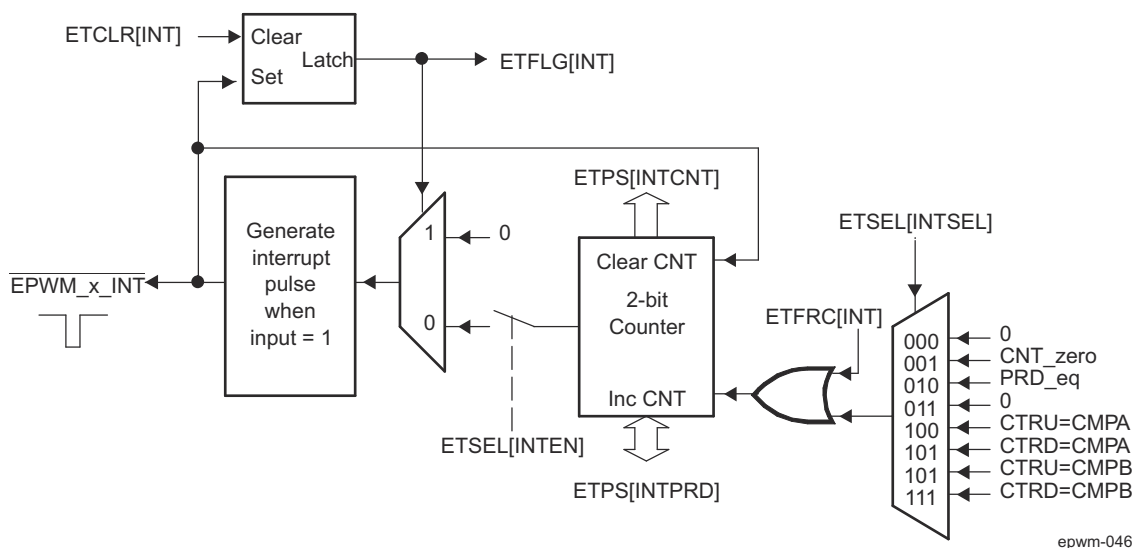 ETCLR[INT]
Clear
Latch
Set
ETFLG[INT]
ETPS[INTCNT]
ETSEL[INTSEL]
Generate
interrupt
pulse
when
input = 1
1
0
0
Clear CNT
2-bit
Counter
Inc CNT
EPWM_x_INT
ETFRC[INT]
ETSEL[INTEN]
ETPS[INTPRD]
000
0
001
CNT_zero
010
PRD_eq
011
0
100
CTRU=CMPA
101
CTRD=CMPA
101
CTRU=CMPB
111
CTRD=CMPB
epwm-046